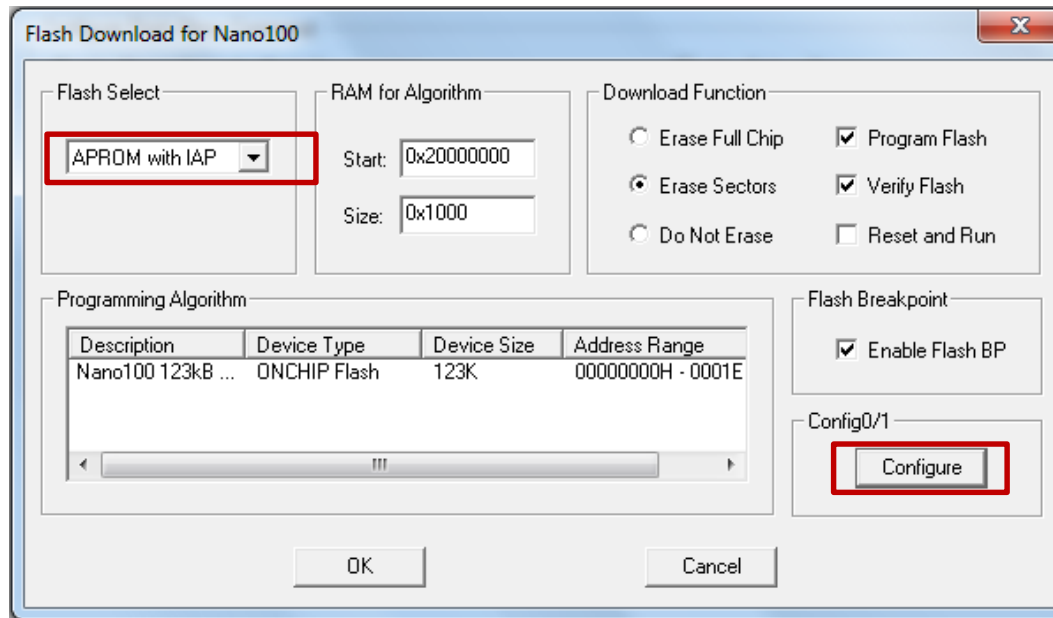 Flash Download for Nano100
Flash Select
APROM with IAP
RAM for Algorithm
Start: 0x20000000
Size: 0x1000
Download Function
Erase Full Chip
Program Flash
Erase Sectors
Verify Flash
Do Not Erase
Reset and Run
Programming Algorithm
Description Device Type Device Size Address Range
Nano100 123kB ... ONCHIP Flash 123K 00000000H - 0001E
Flash Breakpoint
Enable Flash BP
Config0/1
Configure
OK
Cancel